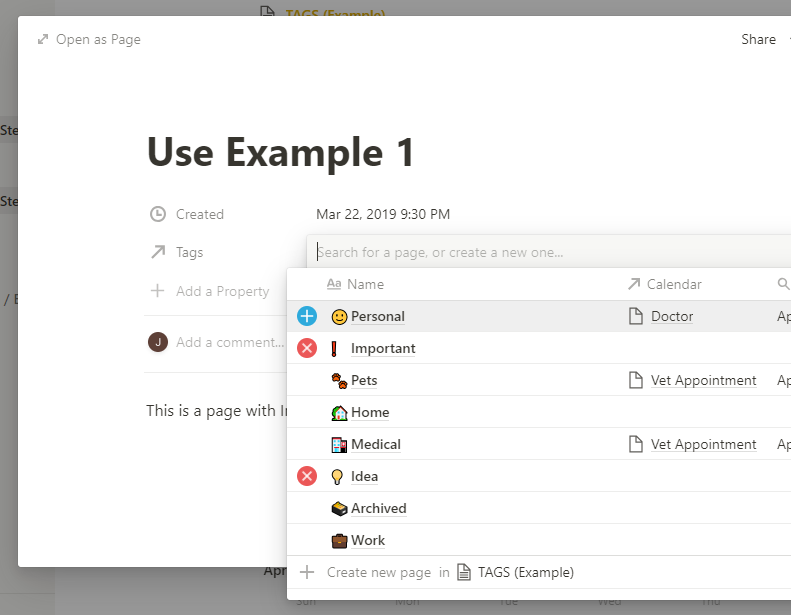 TAGS (Example)
Open as Page
Share
Ste
Use Example 1
Ste
Created
Mar 22, 2019 9:30 PM
Tags
Search for a page, or create a new one...
Add a Property
Aa Name
Calendar
Personal
Doctor
J
Add a comment...
Important
Pets
Vet Appointment
This is a page with
Home
Medical
Vet Appointment
Idea
Archived
Work
Create new page in TAGS (Example)
Apr
Sun Mon Tue Wed Thu